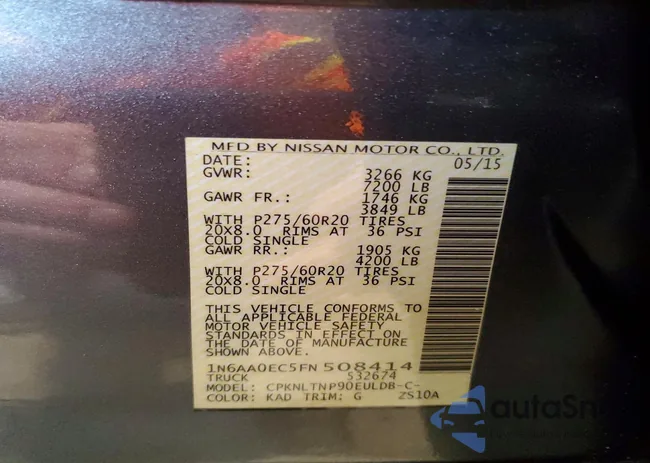 MFD BY NISSAN MOTOR CO., LTD.
DATE: 05/15
GVWR: 3266 KG
7200 LB
GAWR FR.: 1746 KG
3849 LB
WITH P275/60R20 TIRES
20X8.0 RIMS AT 36 PSI
COLD SINGLE
GAWR RR.: 1905 KG
4200 LB
WITH P275/60R20 TIRES
20X8.0 RIMS AT 36 PSI
COLD SINGLE
THIS VEHICLE CONFORMS TO
ALL APPLICABLE FEDERAL
MOTOR VEHICLE SAFETY
STANDARDS IN EFFECT ON
THE DATE OF MANUFACTURE
SHOWN ABOVE
1N6AA0EC5FN508414
TRUCK 532674
MODEL: CPKNLTNP90EULDB-C-
COLOR: KAD TRIM: G ZS10A